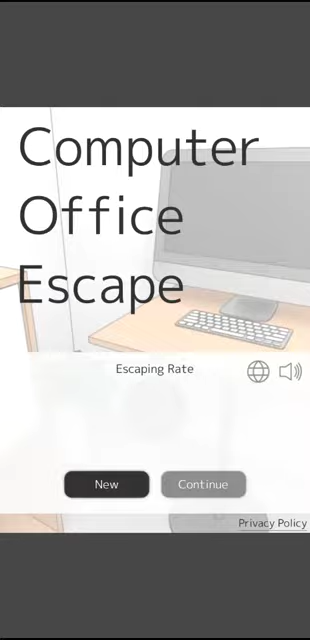 Computer
Office
Escape
Escaping Rate
New
Continue
Privacy Policy